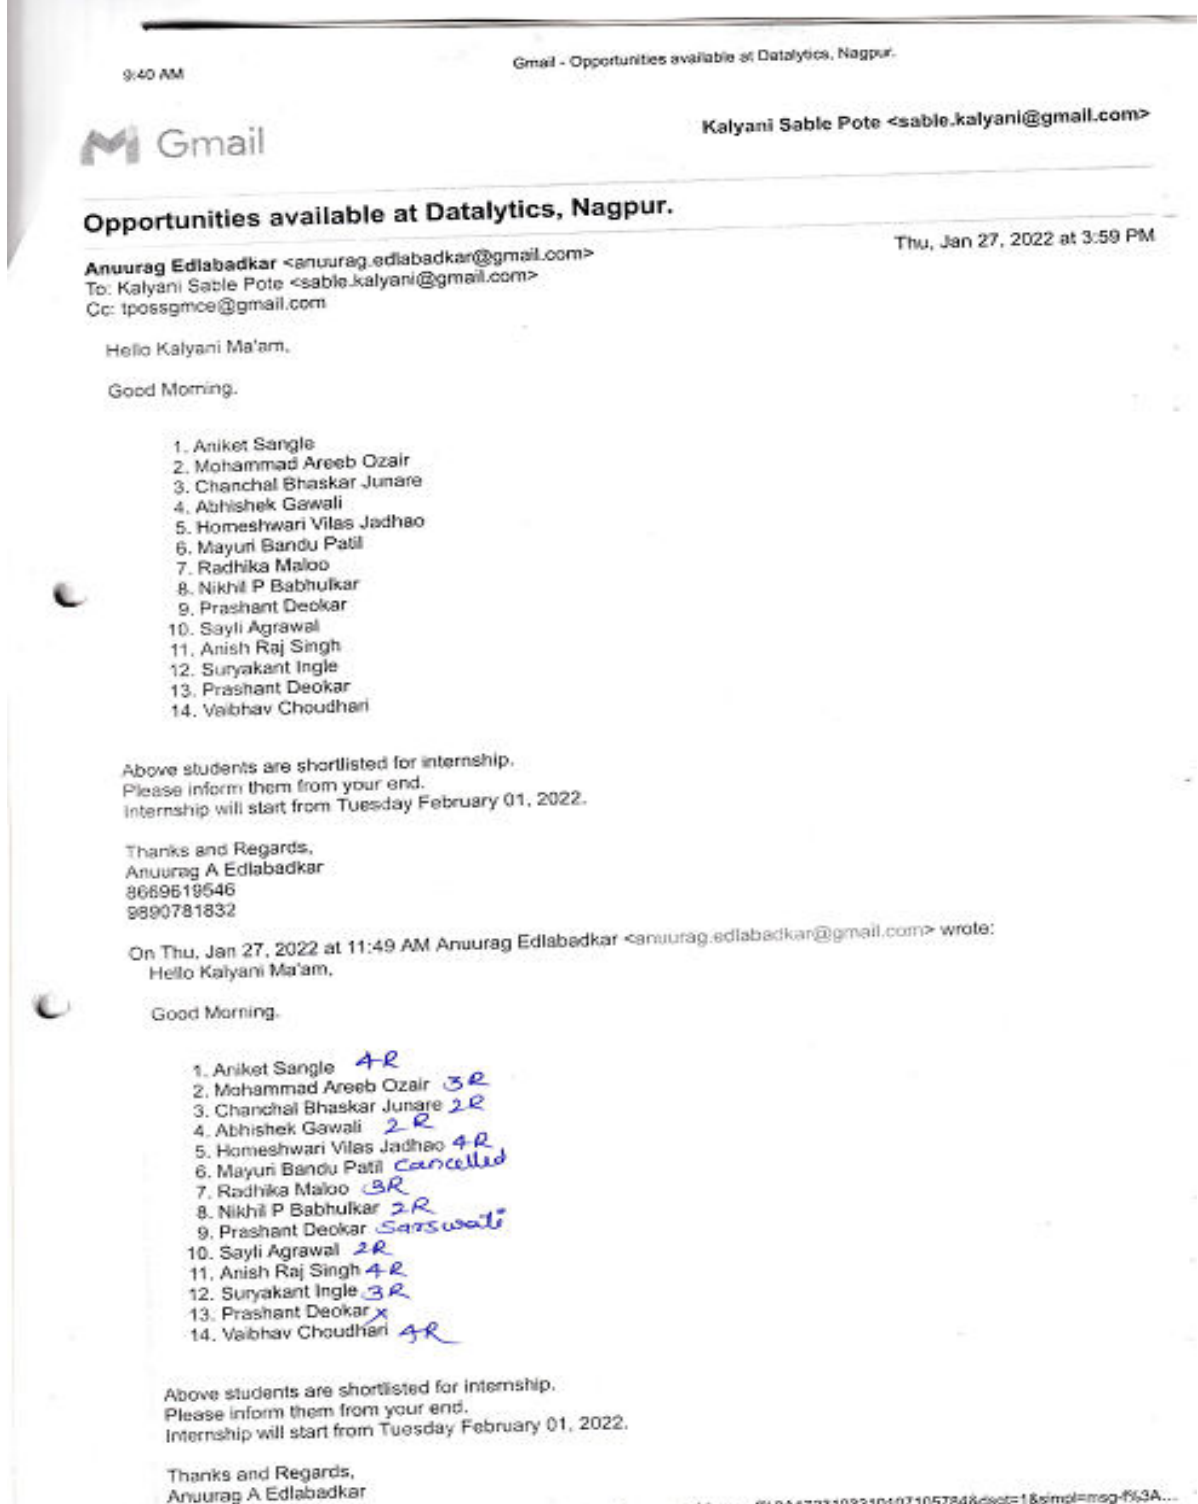 9:40 AM
Gmail - Opportunities available at Datalytics, Nagpur.
Gmail
Kalyani Sable Pote <sable.kalyani@gmail.com>
Opportunities available at Datalytics, Nagpur.
Anuurag Edlabadkar <anuurag.edlabadkar@gmail.com>
Thu, Jan 27, 2022 at 3:59 PM
To: Kalyani Sable Pote <sable.kalyani@gmail.com>
Cc: tpossgmce@gmail.com
Hello Kalyani Ma'am,
Good Morning.
1. Aniket Sangle
2. Mohammad Areeb Ozair
3. Chanchal Bhaskar Junare
4. Abhishek Gawali
5. Homeshwari Vilas Jadhao
6. Mayuri Bandu Patil
7. Radhika Maloo
8. Nikhil P Babhulkar
9. Prashant Deokar
10. Sayli Agrawal
11. Anish Raj Singh
12. Suryakant Ingle
13. Prashant Deokar
14. Vaibhav Choudhari
Above students are shortlisted for internship.
Please inform them from your end.
Internship will start from Tuesday February 01, 2022.
Thanks and Regards,
Anuurag A Edlabadkar
8669619546
9890781832
On Thu, Jan 27, 2022 at 11:49 AM Anuurag Edlabadkar <anuurag.edlabadkar@gmail.com> wrote:
Hello Kalyani Ma'am,
Good Morning.
1. Aniket Sangle 4R
2. Mohammad Areeb Ozair 3R
3. Chanchal Bhaskar Junare 2R
4. Abhishek Gawali 2R
5. Homeshwari Vilas Jadhao 4R
6. Mayuri Bandu Patil Cancelled
7. Radhika Maloo 3R
8. Nikhil P Babhulkar 2R
9. Prashant Deokar Sarswati
10. Sayli Agrawal 2R
11. Anish Raj Singh 4R
12. Suryakant Ingle 3R
13. Prashant Deokar x
14. Vaibhav Choudhari 4R
Above students are shortlisted for internship.
Please inform them from your end.
Internship will start from Tuesday February 01, 2022.
Thanks and Regards,
Anuurag A Edlabadkar